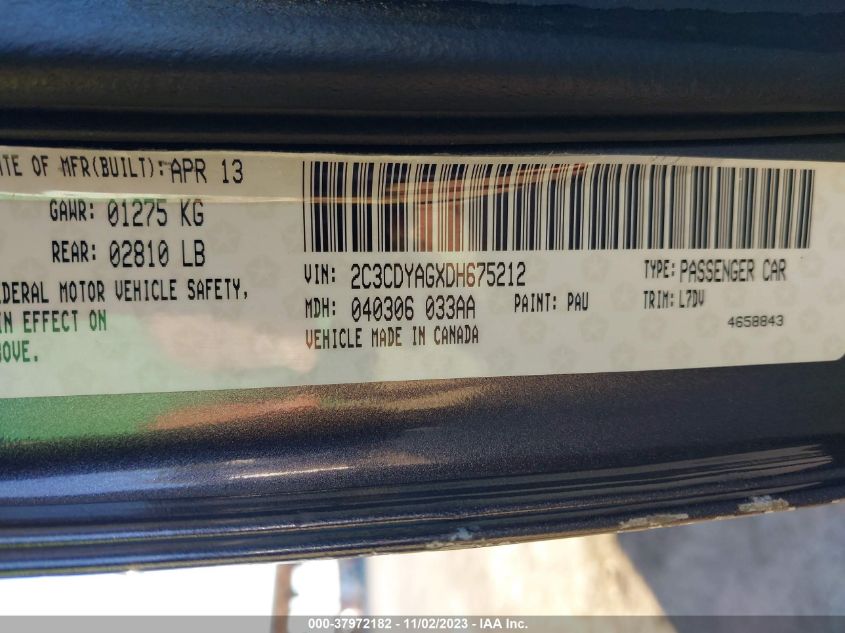 ATE OF MFR(BUILT): APR 13
GAWR: 01275 KG
REAR: 02810 LB
EDERAL MOTOR VEHICLE SAFETY,
IN EFFECT ON
BOVE.
VIN: 2C3CDYAGXDH675212
TYPE: PASSENGER CAR
MDH: 040306 033AA
PAINT: PAU
TRIM: L7DV
VEHICLE MADE IN CANADA
4658843
000-37972182 - 11/02/2023 - IAA Inc.